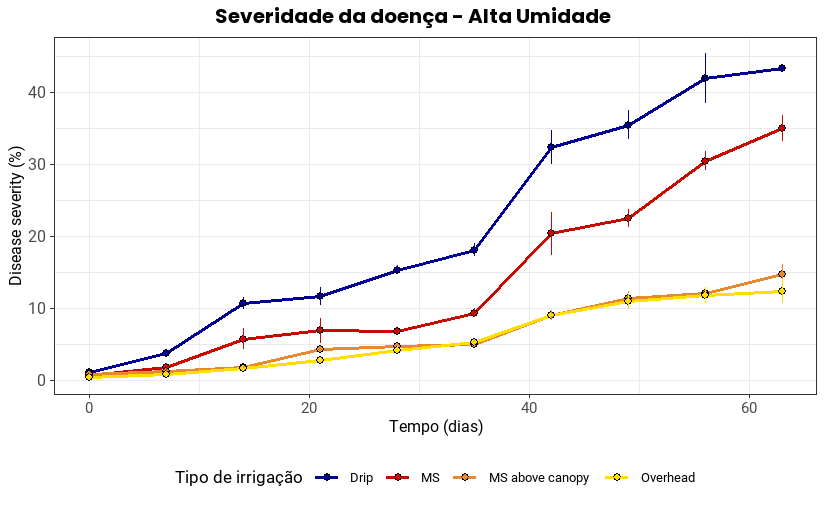 Severidade da doença - Alta Umidade
Disease severity (%)
40
30
20
10
0
0 20 40 60
Tempo (dias)
Tipo de irrigação Drip MS MS above canopy Overhead